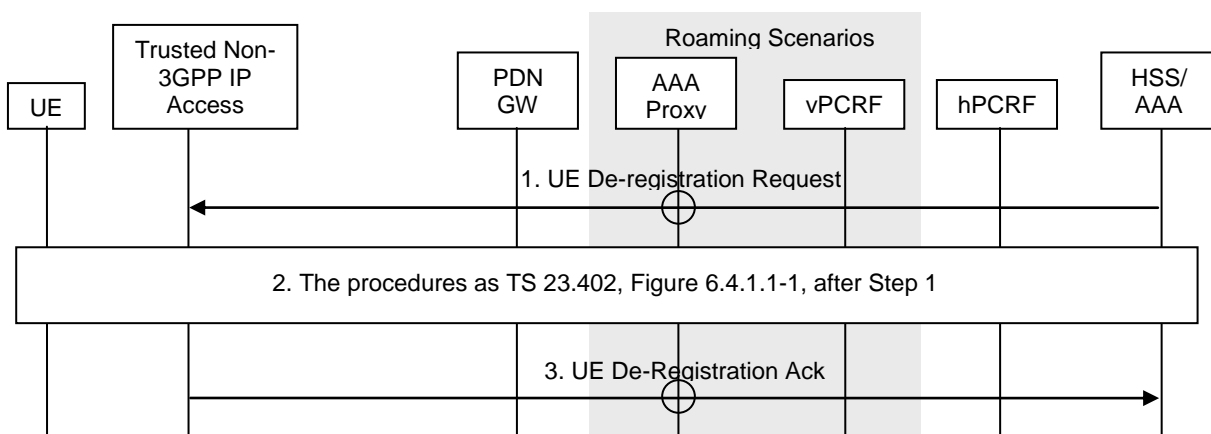 Roaming Scenarios
UE
Trusted Non-
3GPP IP
Access
PDN
GW
AAA
Proxy
vPCRF
hPCRF
HSS/
AAA
1. UE De-registration Request
2. The procedures as TS 23.402, Figure 6.4.1.1-1, after Step 1
3. UE De-Registration Ack